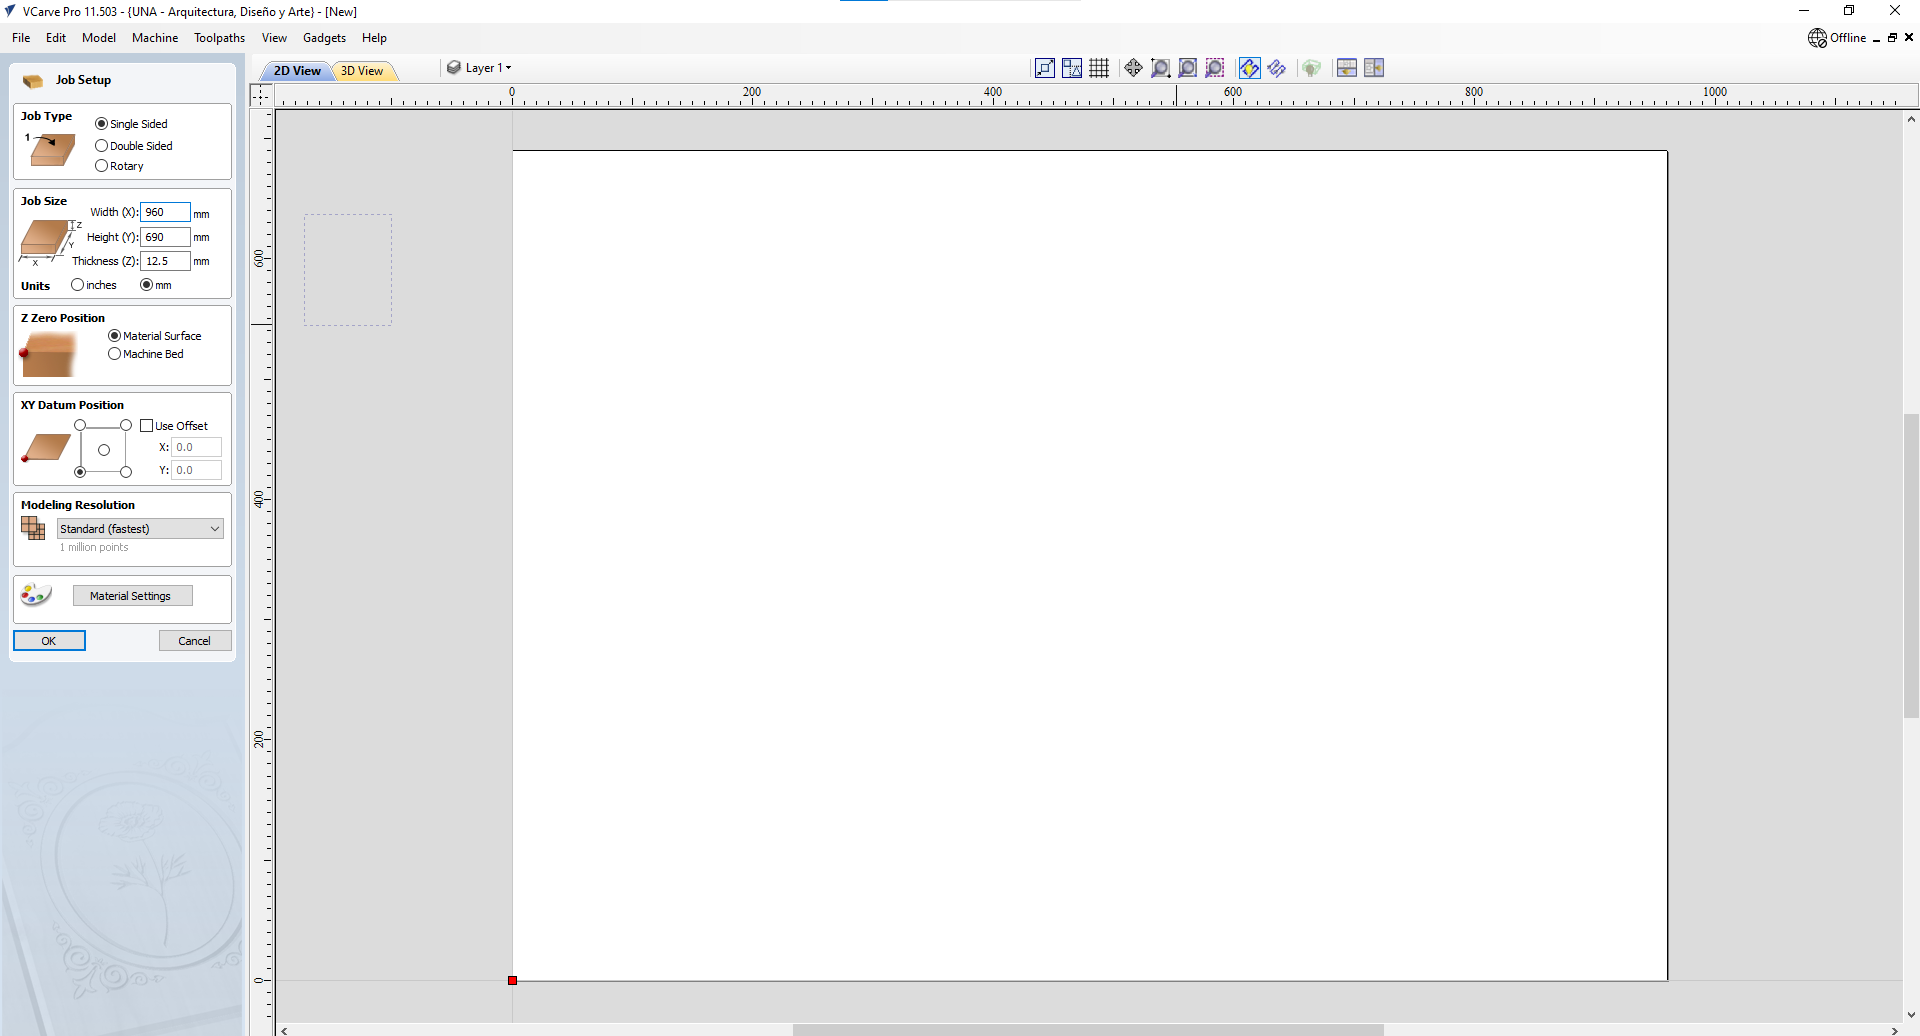 VCarve Pro 11.503 - {UNA - Arquitectura, Diseño y Arte} - [New]
File Edit Model Machine Toolpaths View Gadgets Help
Offline
Job Setup
2D View 3D View Layer 1
0 200 400 600 800 1000
Job Type
1
Single Sided
Double Sided
Rotary
Job Size
Width (X): 960 mm
Z
Height (Y): 690 mm
Y
Thickness (Z): 12.5 mm
X
Units inches mm
Z Zero Position
Material Surface
Machine Bed
XY Datum Position
Use Offset
X: 0.0
Y: 0.0
Modeling Resolution
Standard (fastest)
1 million points
Material Settings
OK Cancel
600
400
200
0